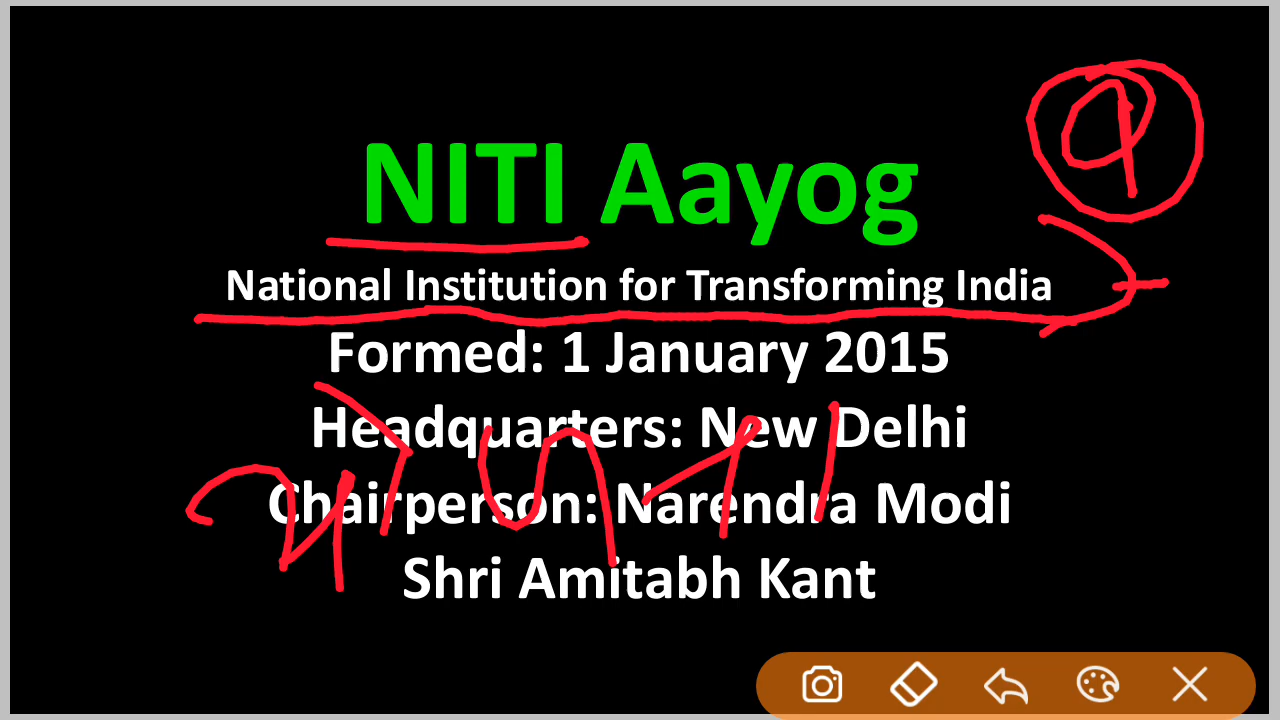 NITI Aayog
National Institution for Transforming India
Formed: 1 January 2015
Headquarters: New Delhi
Chairperson: Narendra Modi
Shri Amitabh Kant